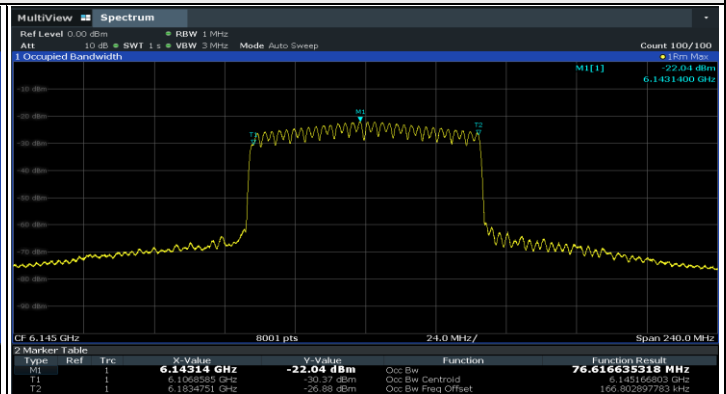 MultiView Spectrum
Ref Level 0.00 dBm RBW 1 MHz
Att 10 dB SWT 1 s VBW 3 MHz Mode Auto Sweep Count 100/100
1 Occupied Bandwidth 1Rm Max
M1[1] -22.04 dBm
6.1431400 GHz
-10 dBm
-20 dBm
M1
T1
T2
-30 dBm
-40 dBm
-50 dBm
-60 dBm
-70 dBm
-80 dBm
-90 dBm
CF 6.145 GHz 8001 pts 24.0 MHz/ Span 240.0 MHz
2 Marker Table
Type Ref Trc X-Value Y-Value Function Function Result
M1 1 6.14314 GHz -22.04 dBm Occ Bw 76.616635318 MHz
T1 1 6.1068585 GHz -30.37 dBm Occ Bw Centroid 6.145166803 GHz
T2 1 6.1834751 GHz -26.88 dBm Occ Bw Freq Offset 166.802897783 kHz